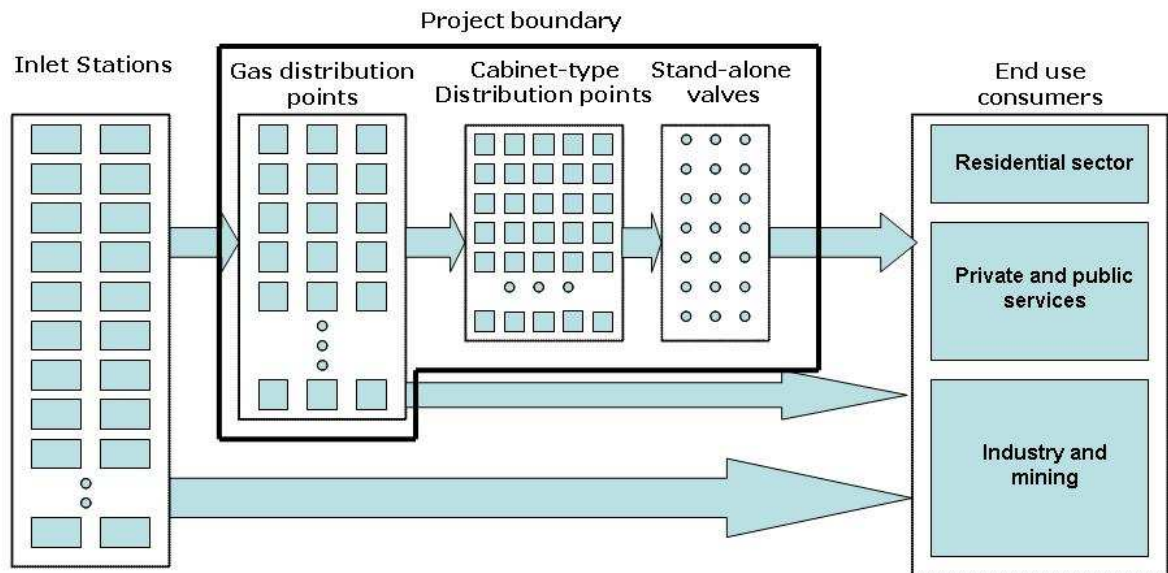 Project boundary
Inlet Stations
Gas distribution
points
Cabinet-type
Distribution points
Stand-alone
valves
End use
consumers
Residential sector
Private and public
services
Industry and
mining